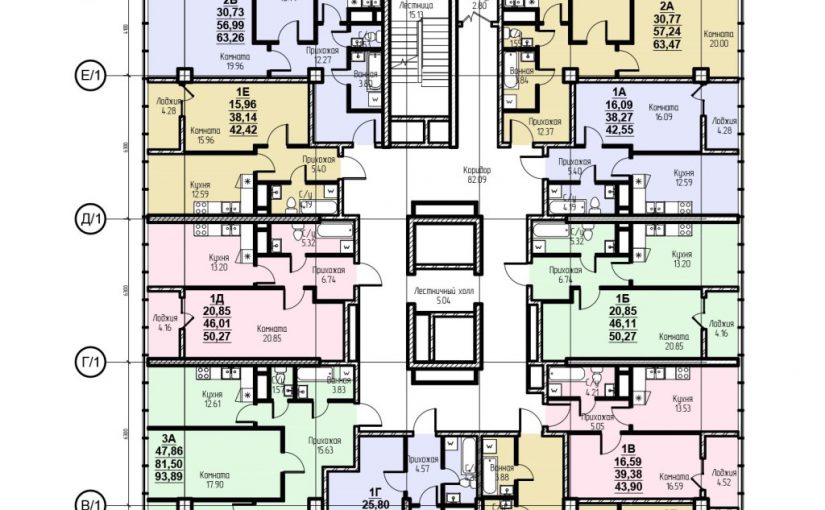 2В
30,73
56,99
63,26
Комната
19.96
Прихожая
12.27
Ванная
3.80
Лестница
15.13
2.80
Ванная
3.84
2А
30,77
57,24
63,47
Комната
20.00
Е/1
Лоджия
4.28
1Е
15,96
38,14
42,42
Комната
15.96
Прихожая
12.37
1А
16,09
38,27
42,55
Комната
16.09
Лоджия
4.28
Кухня
12.59
Прихожая
5.40
С/у
4.19
Коридор
82.09
Прихожая
5.40
С/у
4.19
Кухня
12.59
Д/1
Кухня
13.20
С/у
5.32
Прихожая
6.74
Лестничный холл
5.04
С/у
5.32
Прихожая
6.74
Кухня
13.20
Лоджия
4.16
1Д
20,85
46,01
50,27
Комната
20.85
1Б
20,85
46,11
50,27
Комната
20.85
Лоджия
4.16
Г/1
Кухня
12.61
1.57
Ванная
3.83
С/у
4.21
Кухня
13.53
Прихожая
5.05
3А
47,86
81,50
93,89
Комната
17.90
Прихожая
15.63
1Г
25,80
Прихожая
4.57
Ванная
3.88
1В
16,59
39,38
43,90
Комната
16.59
Лоджия
4.52
В/1